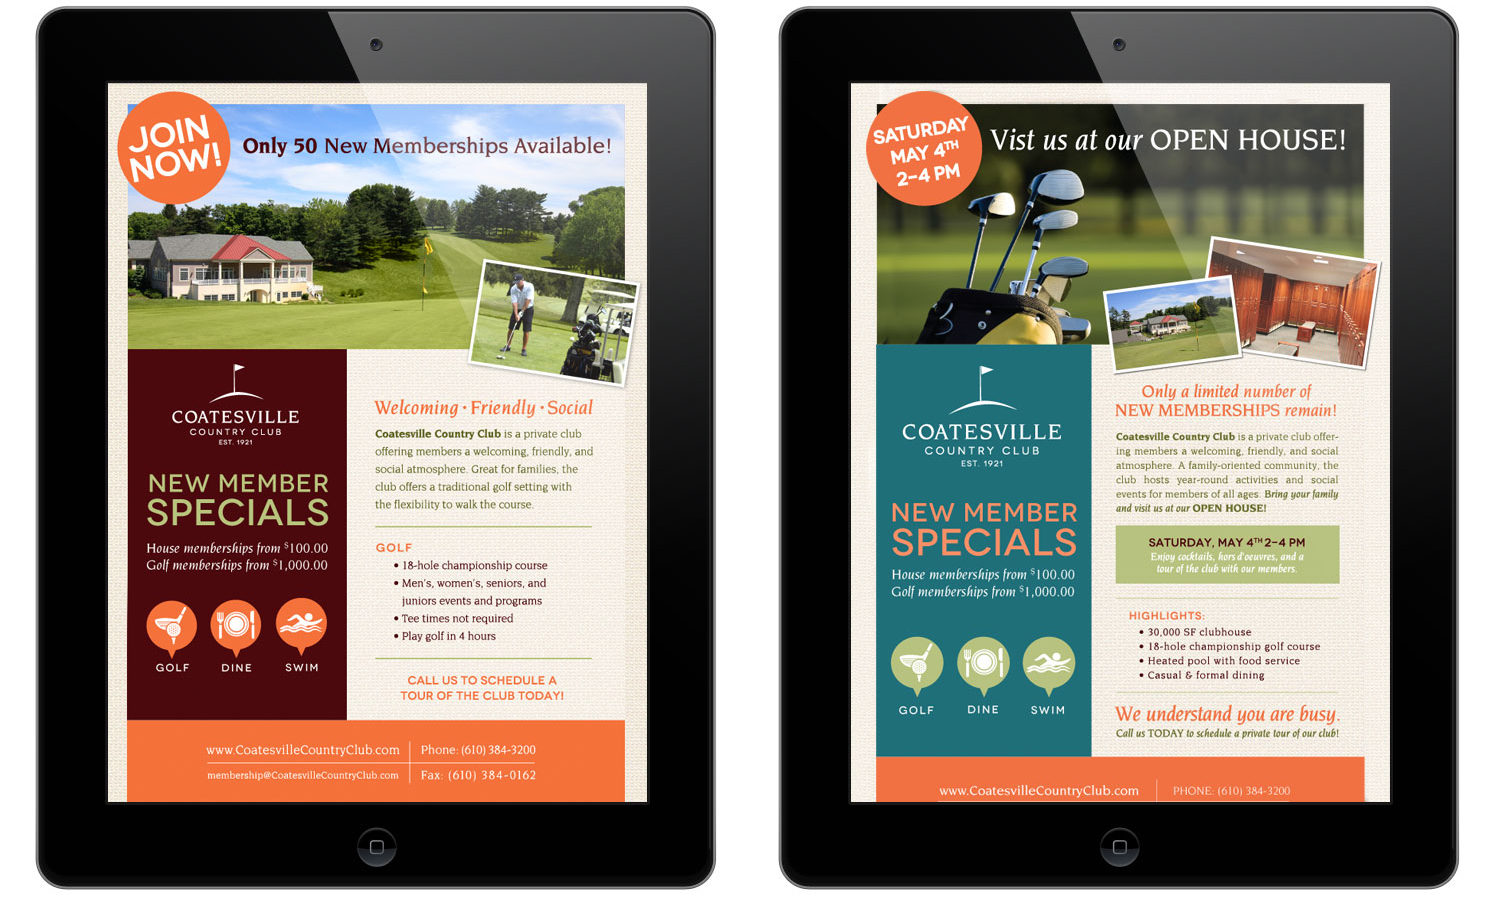 JOIN
NOW!
Only 50 New Memberships Available!
COATESVILLE
COUNTRY CLUB
EST. 1921
NEW MEMBER
SPECIALS
House memberships from $100.00
Golf memberships from $1,000.00
GOLF
DINE
SWIM
Welcoming · Friendly · Social
Coatesville Country Club is a private club
offering members a welcoming, friendly, and
social atmosphere. Great for families, the
club offers a traditional golf setting with
the flexibility to walk the course.
GOLF
• 18-hole championship course
• Men's, women's, seniors, and
juniors events and programs
• Tee times not required
• Play golf in 4 hours
CALL US TO SCHEDULE A
TOUR OF THE CLUB TODAY!
www.CoatesvilleCountryClub.com
Phone: (610) 384-3200
membership@CoatesvilleCountryClub.com
Fax: (610) 384-0162
SATURDAY
MAY 4TH
2-4 PM
Vist us at our OPEN HOUSE!
COATESVILLE
COUNTRY CLUB
EST. 1921
NEW MEMBER
SPECIALS
House memberships from $100.00
Golf memberships from $1,000.00
GOLF
DINE
SWIM
Only a limited number of
NEW MEMBERSHIPS remain!
Coatesville Country Club is a private club offer-
ing members a welcoming, friendly, and social
atmosphere. A family-oriented community, the
club hosts year-round activities and social
events for members of all ages. Bring your family
and visit us at our OPEN HOUSE!
SATURDAY, MAY 4TH 2-4 PM
Enjoy cocktails, hors d'oeuvres, and a
tour of the club with our members.
HIGHLIGHTS:
• 30,000 SF clubhouse
• 18-hole championship golf course
• Heated pool with food service
• Casual & formal dining
We understand you are busy.
Call us TODAY to schedule a private tour of our club!
www.CoatesvilleCountryClub.com
PHONE: (610) 384-3200